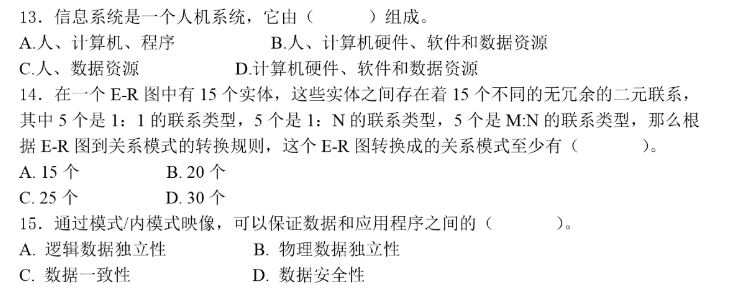 13．信息系统是一个人机系统，它由（　　　）组成。
A.人、计算机、程序　　　B.人、计算机硬件、软件和数据资源
C.人、数据资源　　　D.计算机硬件、软件和数据资源
14．在一个 E-R 图中有 15 个实体，这些实体之间存在着 15 个不同的无冗余的二元联系，
其中 5 个是 1：1 的联系类型，5 个是 1：N 的联系类型，5 个是 M:N 的联系类型，那么根
据 E-R 图到关系模式的转换规则，这个 E-R 图转换成的关系模式至少有（　　　）。
A. 15 个　　　B. 20 个
C. 25 个　　　D. 30 个
15．通过模式/内模式映像，可以保证数据和应用程序之间的（　　　）。
A. 逻辑数据独立性　　　B. 物理数据独立性
C. 数据一致性　　　D. 数据安全性